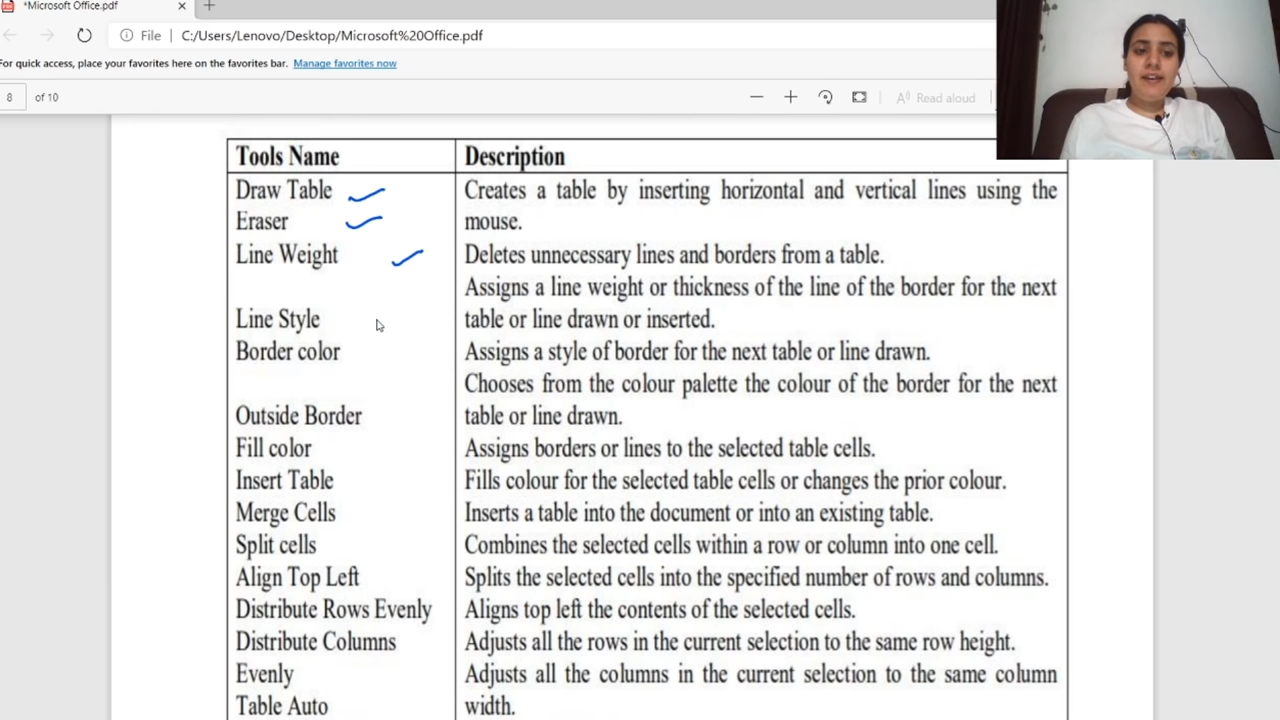 *Microsoft Office.pdf
File
C:/Users/Lenovo/Desktop/Microsoft%20Office.pdf
For quick access, place your favorites here on the favorites bar. Manage favorites now
8 of 10
Read aloud
Tools Name Description
Draw Table Creates a table by inserting horizontal and vertical lines using the
Eraser mouse.
Line Weight Deletes unnecessary lines and borders from a table.
Assigns a line weight or thickness of the line of the border for the next
Line Style table or line drawn or inserted.
Border color Assigns a style of border for the next table or line drawn.
Chooses from the colour palette the colour of the border for the next
Outside Border table or line drawn.
Fill color Assigns borders or lines to the selected table cells.
Insert Table Fills colour for the selected table cells or changes the prior colour.
Merge Cells Inserts a table into the document or into an existing table.
Split cells Combines the selected cells within a row or column into one cell.
Align Top Left Splits the selected cells into the specified number of rows and columns.
Distribute Rows Evenly Aligns top left the contents of the selected cells.
Distribute Columns Adjusts all the rows in the current selection to the same row height.
Evenly Adjusts all the columns in the current selection to the same column
Table Auto width.